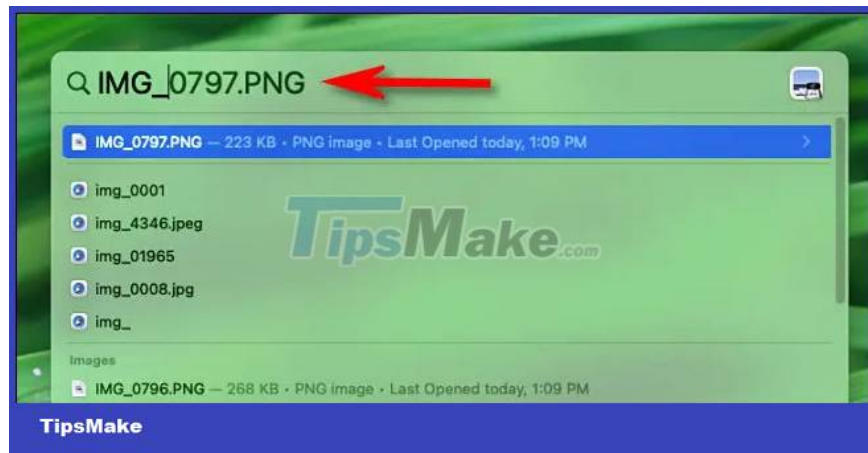 IMG_0797.PNG
IMG_0797.PNG — 223 KB · PNG image · Last Opened today, 1:09 PM
img_0001
img_4346.jpeg
img_01965
img_0008.jpg
img_
TipsMake.com
Images
IMG_0796.PNG — 268 KB · PNG image · Last Opened today, 1:09 PM
TipsMake